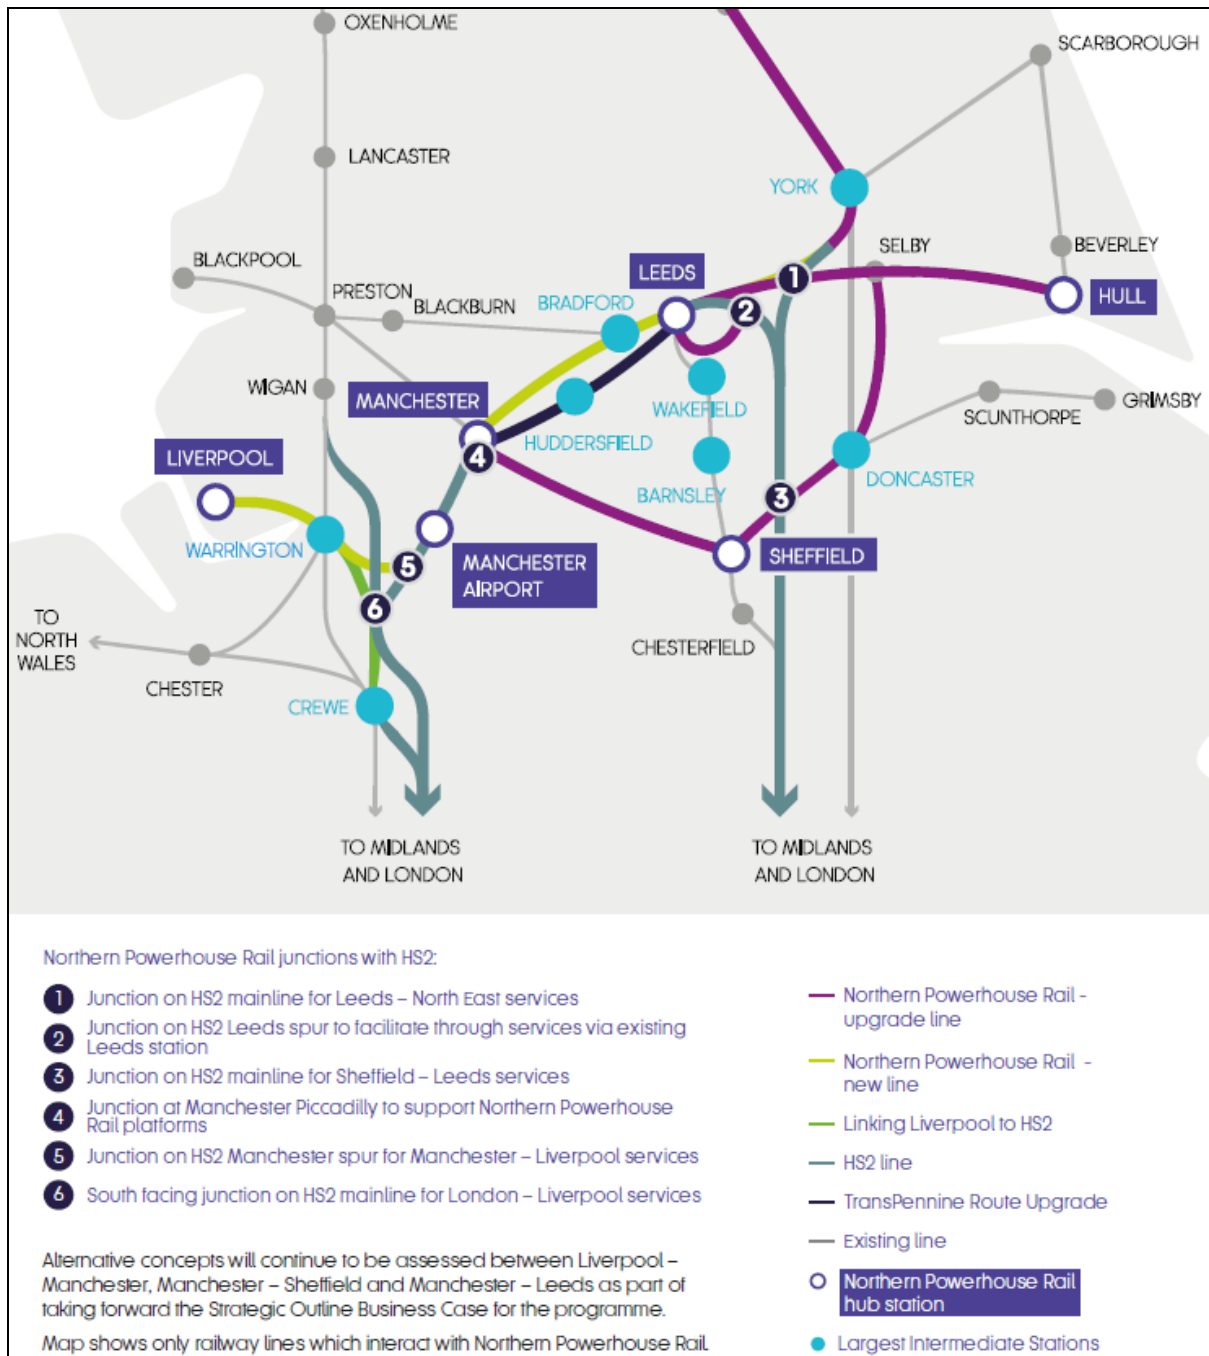 OXENHOLME
SCARBOROUGH
LANCASTER
YORK
SELBY
BEVERLEY
BLACKPOOL
LEEDS
1
HULL
PRESTON
BLACKBURN
BRADFORD
2
WIGAN
MANCHESTER
WAKEFIELD
SCUNTHORPE
GRIMSBY
HUDDERSFIELD
LIVERPOOL
4
BARNSLEY
3
DONCASTER
WARRINGTON
5
MANCHESTER
AIRPORT
SHEFFIELD
6
TO
NORTH
WALES
CHESTERFIELD
CHESTER
CREWE
TO MIDLANDS
AND LONDON
TO MIDLANDS
AND LONDON
Northern Powerhouse Rail junctions with HS2:
1 Junction on HS2 mainline for Leeds – North East services
2 Junction on HS2 Leeds spur to facilitate through services via existing
Leeds station
3 Junction on HS2 mainline for Sheffield – Leeds services
4 Junction at Manchester Piccadilly to support Northern Powerhouse
Rail platforms
5 Junction on HS2 Manchester spur for Manchester – Liverpool services
6 South facing junction on HS2 mainline for London – Liverpool services
Alternative concepts will continue to be assessed between Liverpool –
Manchester, Manchester – Sheffield and Manchester – Leeds as part of
taking forward the Strategic Outline Business Case for the programme.
Map shows only railway lines which interact with Northern Powerhouse Rail.
Northern Powerhouse Rail -
upgrade line
Northern Powerhouse Rail -
new line
Linking Liverpool to HS2
HS2 line
TransPennine Route Upgrade
Existing line
Northern Powerhouse Rail
hub station
Largest Intermediate Stations